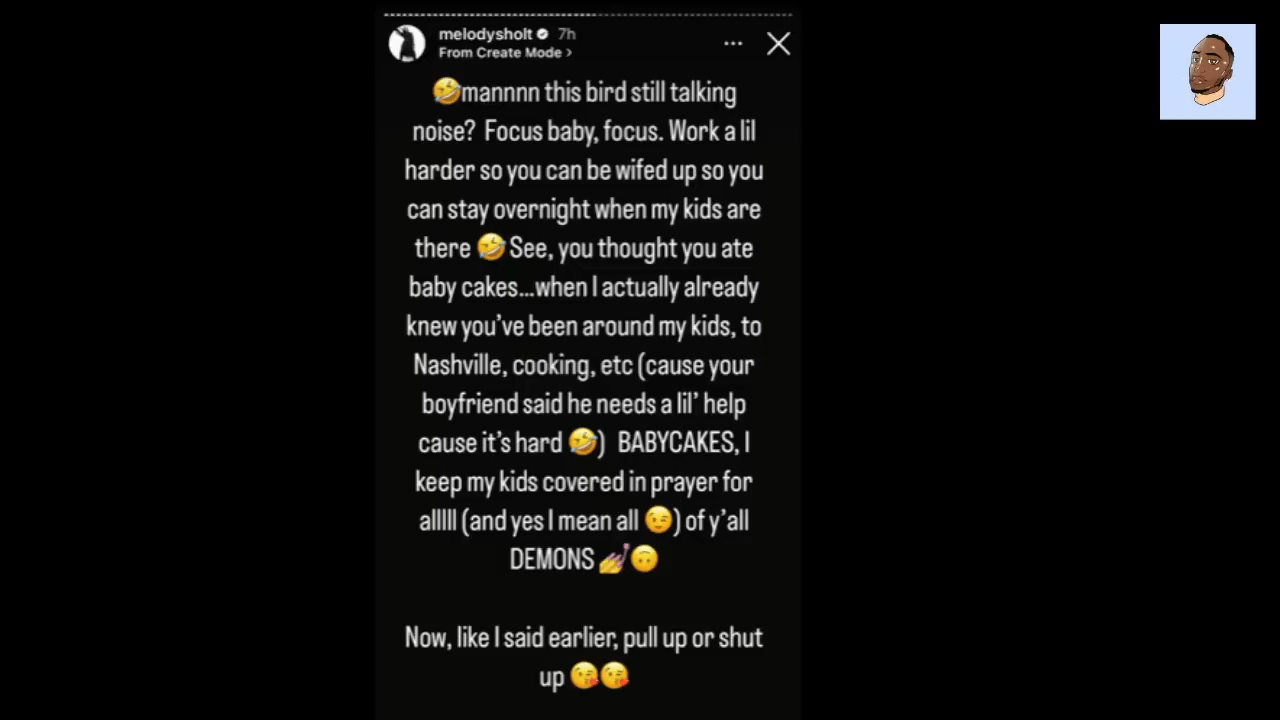 melodysholt 7h
From Create Mode >
🤣mannnn this bird still talking
noise? Focus baby, focus. Work a lil
harder so you can be wifed up so you
can stay overnight when my kids are
there 🤣 See, you thought you ate
baby cakes...when I actually already
knew you've been around my kids, to
Nashville, cooking, etc (cause your
boyfriend said he needs a lil' help
cause it's hard 🤣) BABYCAKES, I
keep my kids covered in prayer for
alllll (and yes I mean all 😉) of y'all
DEMONS 💅🙃
Now, like I said earlier, pull up or shut
up 😘😘